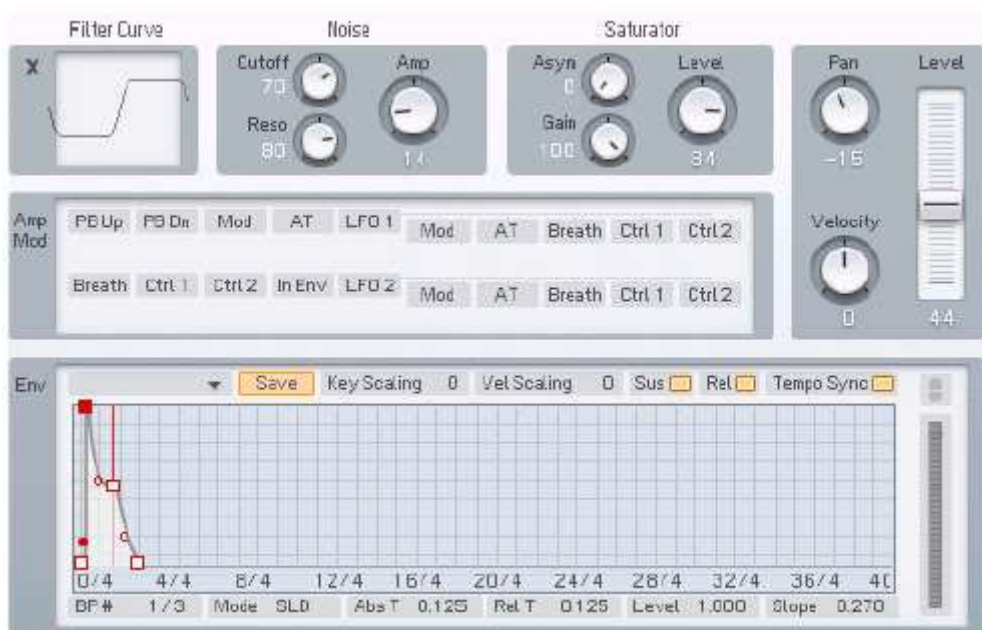 Filter Curve Noise Saturator
X Cutoff 70 Amp Asyn 0 Level Pan Level
Reso 80 14 Gain 100 84 -16
Amp Mod PB Up PB Dn Mod AT LFO 1 Mod AT Breath Ctrl 1 Ctrl 2 Velocity
Breath Ctrl 1 Ctrl 2 In Env LFO 2 Mod AT Breath Ctrl 1 Ctrl 2
0 44
Env Save Key Scaling 0 Vel Scaling 0 Sus Rel Tempo Sync
0/4 4/4 8/4 12/4 16/4 20/4 24/4 28/4 32/4 36/4
BP # 1/3 Mode SLD Abs T 0.125 Rel T 0.125 Level 1.000 Slope 0.270